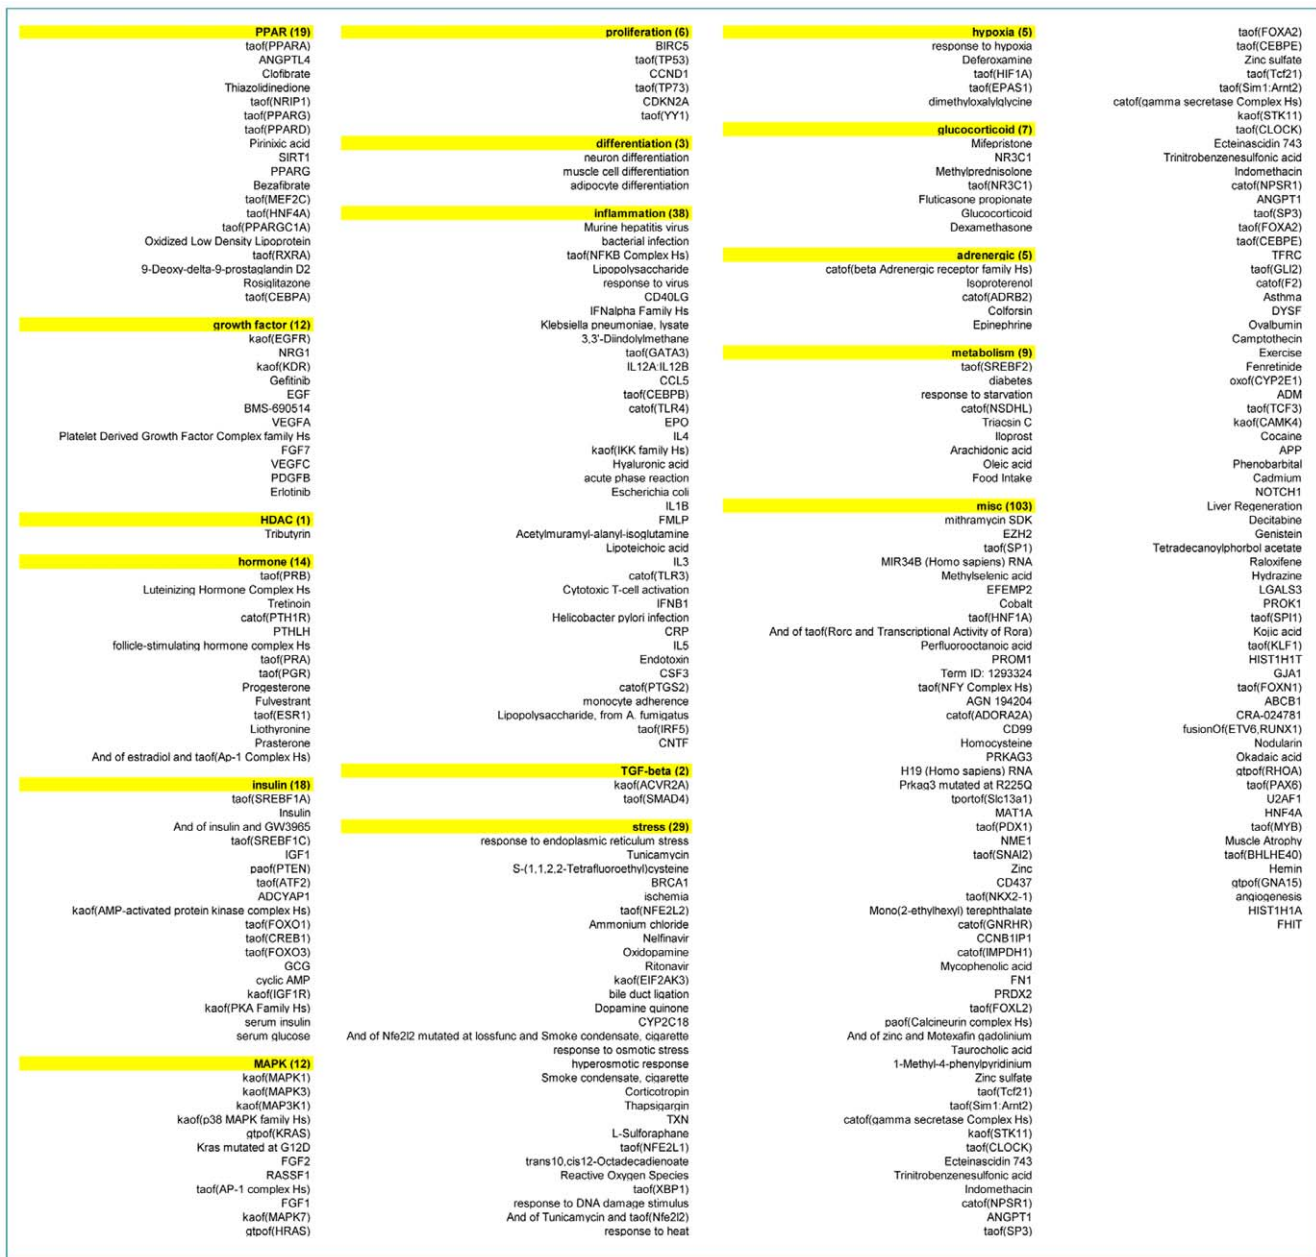 PPAR (19)
taof(PPARA)
ANGPTL4
Clofibrate
Thiazolidinedione
taof(NRIP1)
taof(PPARG)
taof(PPARD)
Pirinixic acid
SIRT1
PPARG
Bezafibrate
taof(MEF2C)
taof(HNF4A)
taof(PPARGC1A)
Oxidized Low Density Lipoprotein
taof(RXRA)
9-Deoxy-delta-9-prostaglandin D2
Rosiglitazone
taof(CEBPA)
growth factor (12)
kaof(EGFR)
NRG1
kaof(KDR)
Gefitinib
EGF
BMS-690514
VEGFA
Platelet Derived Growth Factor Complex family Hs
FGF7
VEGFC
PDGFB
Erlotinib
HDAC (1)
Tributyrin
hormone (14)
taof(PRB)
Luteinizing Hormone Complex Hs
Tretinoin
catof(PTH1R)
PTHLH
follicle-stimulating hormone complex Hs
taof(PRA)
taof(PGR)
Progesterone
Fulvestrant
taof(ESR1)
Liothyronine
Prasterone
And of estradiol and taof(Ap-1 Complex Hs)
insulin (18)
taof(SREBF1A)
Insulin
And of insulin and GW3965
taof(SREBF1C)
IGF1
paof(PTEN)
taof(ATF2)
ADCYAP1
kaof(AMP-activated protein kinase complex Hs)
taof(FOXO1)
taof(CREB1)
taof(FOXO3)
GCG
cyclic AMP
kaof(IGF1R)
kaof(PKA Family Hs)
serum insulin
serum glucose
MAPK (12)
kaof(MAPK1)
kaof(MAPK3)
kaof(MAP3K1)
kaof(p38 MAPK family Hs)
gtpof(KRAS)
Kras mutated at G12D
FGF2
RASSF1
taof(AP-1 complex Hs)
FGF1
kaof(MAPK7)
gtpof(HRAS)
proliferation (6)
BIRC5
taof(TP53)
CCND1
taof(TP73)
CDKN2A
taof(YY1)
differentiation (3)
neuron differentiation
muscle cell differentiation
adipocyte differentiation
inflammation (38)
Murine hepatitis virus
bacterial infection
taof(NFKB Complex Hs)
Lipopolysaccharide
response to virus
CD40LG
IFNalpha Family Hs
Klebsiella pneumoniae, lysate
3,3'-Diindolylmethane
taof(GATA3)
IL12A:IL12B
CCL5
taof(CEBPB)
catof(TLR4)
EPO
IL4
kaof(IKK family Hs)
Hyaluronic acid
acute phase reaction
Escherichia coli
IL1B
FMLP
Acetylmuramyl-alanyl-isoglutamine
Lipoteichoic acid
IL3
catof(TLR3)
Cytotoxic T-cell activation
IFNB1
Helicobacter pylori infection
CRP
IL5
Endotoxin
CSF3
catof(PTGS2)
monocyte adherence
Lipopolysaccharide, from A. fumigatus
taof(IRF5)
CNTF
TGF-beta (2)
kaof(ACVR2A)
taof(SMAD4)
stress (29)
response to endoplasmic reticulum stress
Tunicamycin
S-(1,1,2,2-Tetrafluoroethyl)cysteine
BRCA1
ischemia
taof(NFE2L2)
Ammonium chloride
Nelfinavir
Oxidopamine
Ritonavir
kaof(EIF2AK3)
bile duct ligation
Dopamine quinone
CYP2C18
And of Nfe2l2 mutated at lossfunc and Smoke condensate, cigarette
response to osmotic stress
hyperosmotic response
Smoke condensate, cigarette
Corticotropin
Thapsigargin
TXN
L-Sulforaphane
taof(NFE2L1)
trans10,cis12-Octadecadienoate
Reactive Oxygen Species
taof(XBP1)
response to DNA damage stimulus
And of Tunicamycin and taof(Nfe2l2)
response to heat
hypoxia (5)
response to hypoxia
Deferoxamine
taof(HIF1A)
taof(EPAS1)
dimethyloxalylglycine
glucocorticoid (7)
Mifepristone
NR3C1
Methylprednisolone
taof(NR3C1)
Fluticasone propionate
Glucocorticoid
Dexamethasone
adrenergic (5)
catof(beta Adrenergic receptor family Hs)
Isoproterenol
catof(ADRB2)
Colforsin
Epinephrine
metabolism (9)
taof(SREBF2)
diabetes
response to starvation
catof(NSDHL)
Triacsin C
Iloprost
Arachidonic acid
Oleic acid
Food Intake
misc (103)
mithramycin SDK
EZH2
taof(SP1)
MIR34B (Homo sapiens) RNA
Methylselenic acid
EFEMP2
Cobalt
taof(HNF1A)
And of taof(Rorc and Transcriptional Activity of Rora)
Perfluorooctanoic acid
PROM1
Term ID: 1293324
taof(NFY Complex Hs)
AGN 194204
catof(ADORA2A)
CD99
Homocysteine
PRKAG3
H19 (Homo sapiens) RNA
Prkag3 mutated at R225Q
tportof(Slc13a1)
MAT1A
taof(PDX1)
NME1
taof(SNAI2)
Zinc
CD437
taof(NKX2-1)
Mono(2-ethylhexyl) terephthalate
catof(GNRHR)
CCNB1IP1
catof(IMPDH1)
Mycophenolic acid
FN1
PRDX2
taof(FOXL2)
paof(Calcineurin complex Hs)
And of zinc and Motexafin gadolinium
Taurocholic acid
1-Methyl-4-phenylpyridinium
Zinc sulfate
taof(Tcf21)
taof(Sim1:Arnt2)
catof(gamma secretase Complex Hs)
kaof(STK11)
taof(CLOCK)
Ecteinascidin 743
Trinitrobenzenesulfonic acid
Indomethacin
catof(NPSR1)
ANGPT1
taof(SP3)
taof(FOXA2)
taof(CEBPE)
Zinc sulfate
taof(Tcf21)
taof(Sim1:Arnt2)
catof(gamma secretase Complex Hs)
kaof(STK11)
taof(CLOCK)
Ecteinascidin 743
Trinitrobenzenesulfonic acid
Indomethacin
catof(NPSR1)
ANGPT1
taof(SP3)
taof(FOXA2)
taof(CEBPE)
TFRC
taof(GLI2)
catof(F2)
Asthma
DYSF
Ovalbumin
Camptothecin
Exercise
Fenretinide
oxof(CYP2E1)
ADM
taof(TCF3)
kaof(CAMK4)
Cocaine
APP
Phenobarbital
Cadmium
NOTCH1
Liver Regeneration
Decitabine
Genistein
Tetradecanoylphorbol acetate
Raloxifene
Hydrazine
LGALS3
PROK1
taof(SPI1)
Kojic acid
taof(KLF1)
HIST1H1T
GJA1
taof(FOXN1)
ABCB1
CRA-024781
fusionOf(ETV6,RUNX1)
Nodularin
Okadaic acid
gtpof(RHOA)
taof(PAX6)
U2AF1
HNF4A
taof(MYB)
Muscle Atrophy
taof(BHLHE40)
Hemin
gtpof(GNA15)
angiogenesis
HIST1H1A
FHIT